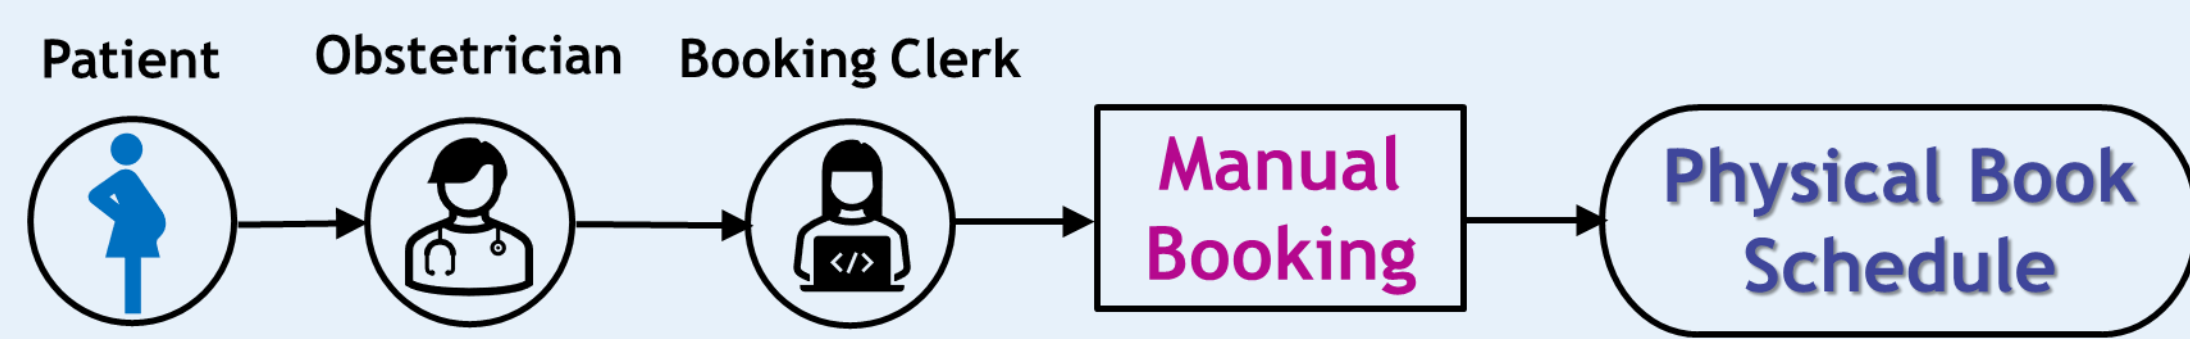 Patient
Obstetrician
Booking Clerk
</>
Manual
Booking
Physical Book
Schedule